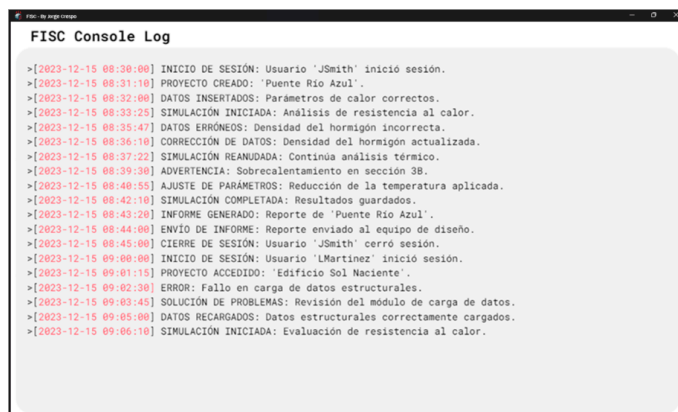 FISC - By Jorge Crespo
FISC Console Log
>[2023-12-15 08:30:00] INICIO DE SESIÓN: Usuario 'JSmith' inició sesión.
>[2023-12-15 08:31:10] PROYECTO CREADO: 'Puente Río Azul'.
>[2023-12-15 08:32:00] DATOS INSERTADOS: Parámetros de calor correctos.
>[2023-12-15 08:33:25] SIMULACIÓN INICIADA: Análisis de resistencia al calor.
>[2023-12-15 08:35:47] DATOS ERRÓNEOS: Densidad del hormigón incorrecta.
>[2023-12-15 08:36:10] CORRECCIÓN DE DATOS: Densidad del hormigón actualizada.
>[2023-12-15 08:37:22] SIMULACIÓN REANUDADA: Continúa análisis térmico.
>[2023-12-15 08:39:30] ADVERTENCIA: Sobrecalentamiento en sección 3B.
>[2023-12-15 08:40:55] AJUSTE DE PARÁMETROS: Reducción de la temperatura aplicada.
>[2023-12-15 08:42:10] SIMULACIÓN COMPLETADA: Resultados guardados.
>[2023-12-15 08:43:20] INFORME GENERADO: Reporte de 'Puente Río Azul'.
>[2023-12-15 08:44:00] ENVÍO DE INFORME: Reporte enviado al equipo de diseño.
>[2023-12-15 08:45:00] CIERRE DE SESIÓN: Usuario 'JSmith' cerró sesión.
>[2023-12-15 09:00:00] INICIO DE SESIÓN: Usuario 'LMartinez' inició sesión.
>[2023-12-15 09:01:15] PROYECTO ACCEDIDO: 'Edificio Sol Naciente'.
>[2023-12-15 09:02:30] ERROR: Fallo en carga de datos estructurales.
>[2023-12-15 09:03:45] SOLUCIÓN DE PROBLEMAS: Revisión del módulo de carga de datos.
>[2023-12-15 09:05:00] DATOS RECARGADOS: Datos estructurales correctamente cargados.
>[2023-12-15 09:06:10] SIMULACIÓN INICIADA: Evaluación de resistencia al calor.